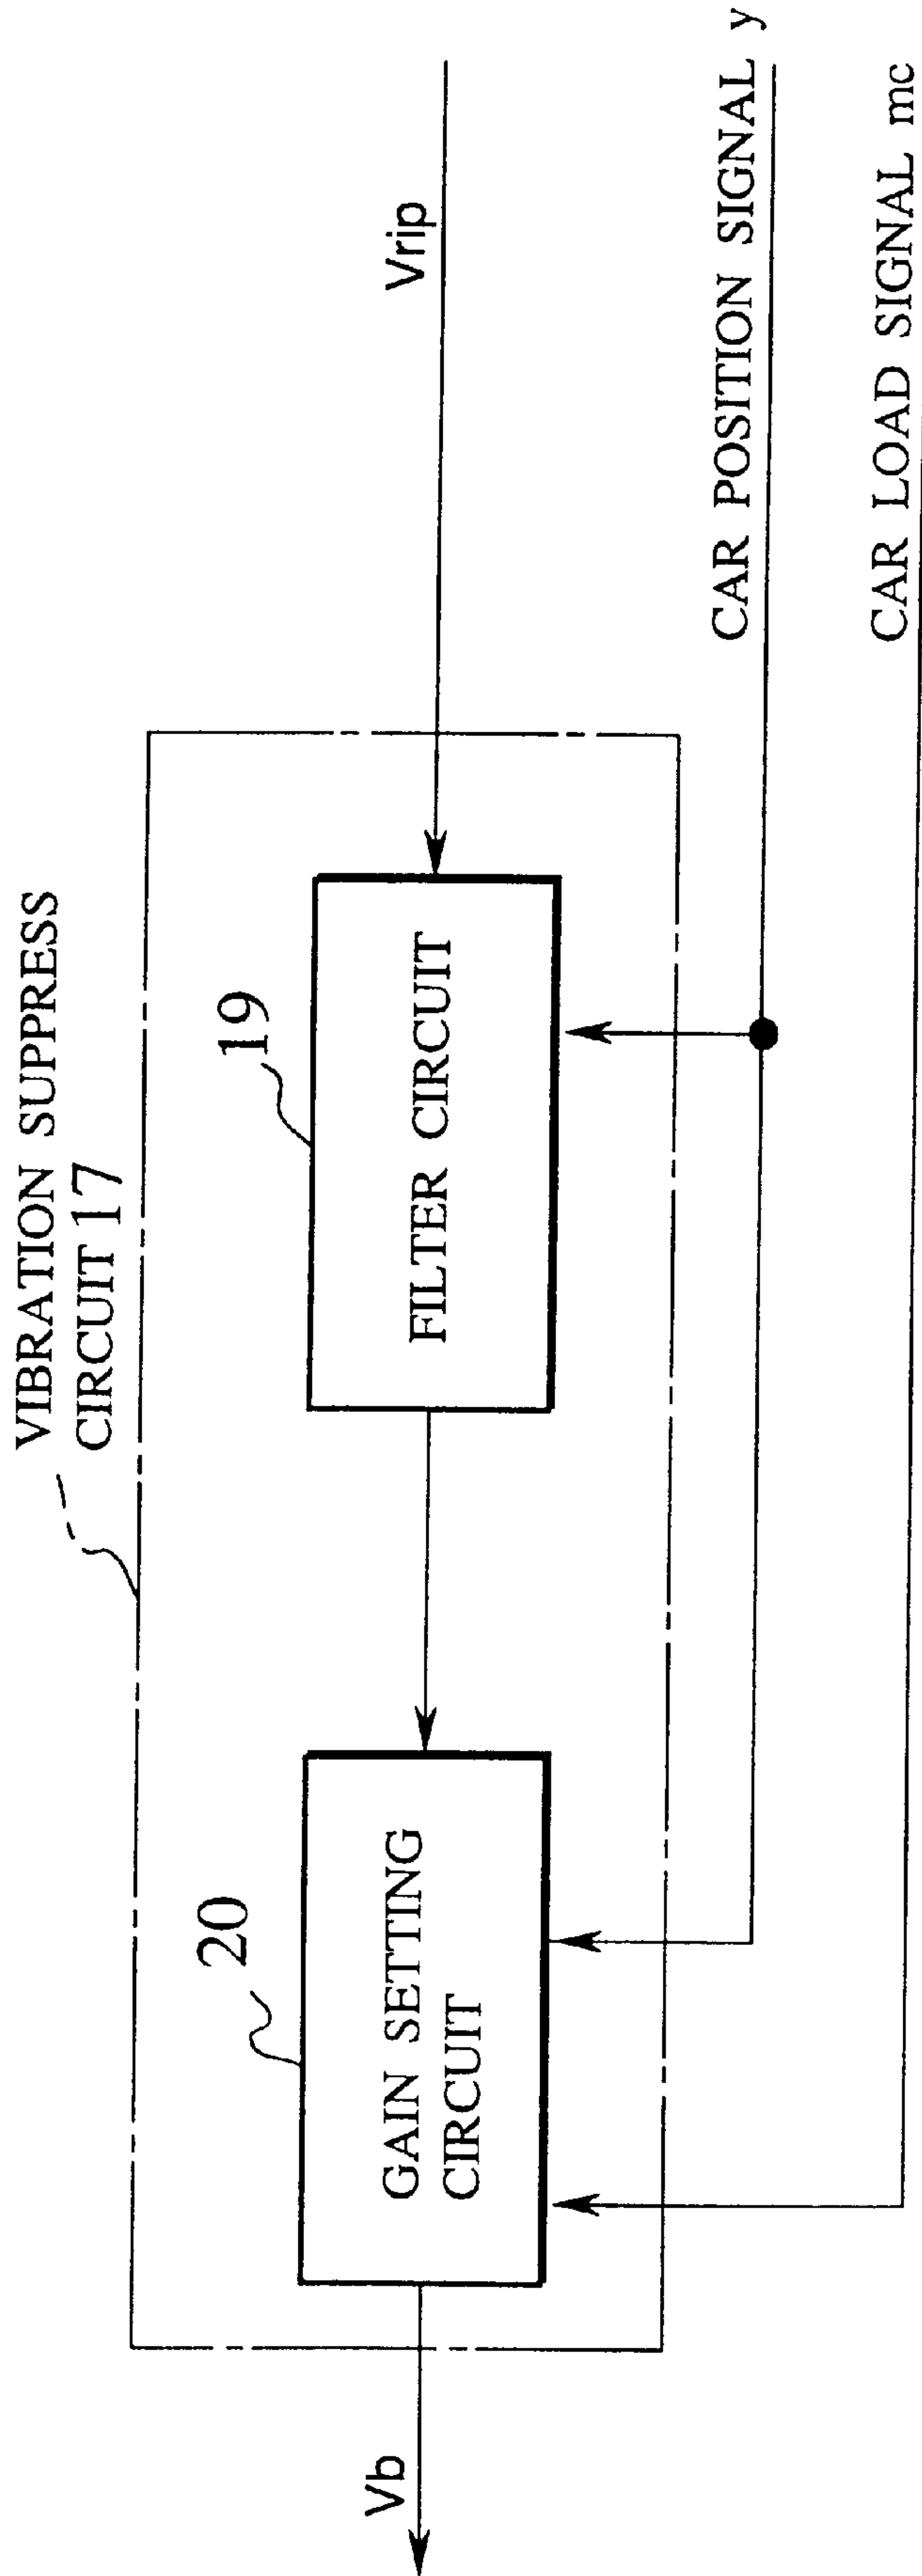 VIBRATION SUPPRESS
CIRCUIT 17
20
19
GAIN SETTING
CIRCUIT
FILTER CIRCUIT
Vb
Vrip
CAR POSITION SIGNAL y
CAR LOAD SIGNAL mc